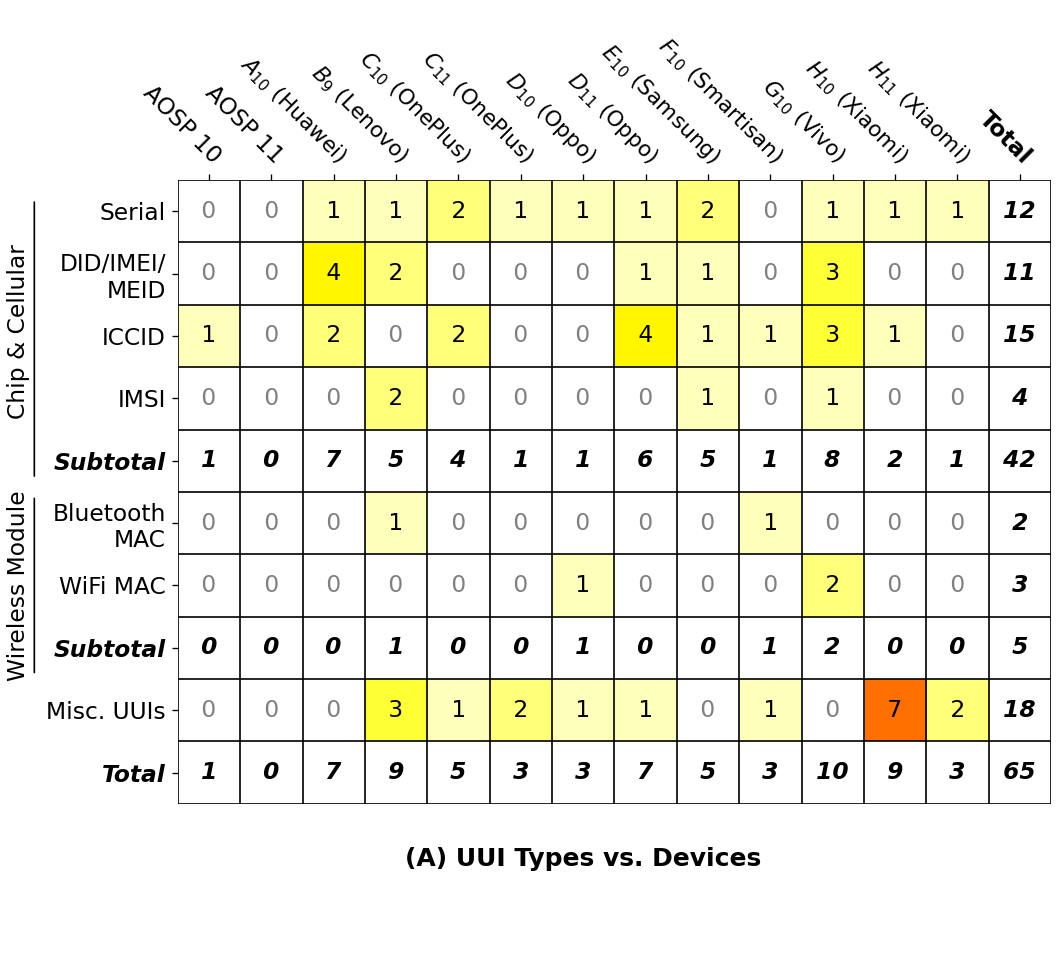 AOSP 10
AOSP 11
A10 (Huawei)
B9 (Lenovo)
C10 (OnePlus)
C11 (OnePlus)
D10 (Oppo)
D11 (Oppo)
E10 (Samsung)
F10 (Smartisan)
G10 (Vivo)
H10 (Xiaomi)
H11 (Xiaomi)
Total
Chip & Cellular
Serial 0 0 1 1 2 1 1 1 2 0 1 1 1 12
DID/IMEI/
MEID 0 0 4 2 0 0 0 1 1 0 3 0 0 11
ICCID 1 0 2 0 2 0 0 4 1 1 3 1 0 15
IMSI 0 0 0 2 0 0 0 0 1 0 1 0 0 4
Subtotal 1 0 7 5 4 1 1 6 5 1 8 2 1 42
Wireless Module
Bluetooth
MAC 0 0 0 1 0 0 0 0 0 1 0 0 0 2
WiFi MAC 0 0 0 0 0 0 1 0 0 0 2 0 0 3
Subtotal 0 0 0 1 0 0 1 0 0 1 2 0 0 5
Misc. UUIs 0 0 0 3 1 2 1 1 0 1 0 7 2 18
Total 1 0 7 9 5 3 3 7 5 3 10 9 3 65
(A) UUI Types vs. Devices